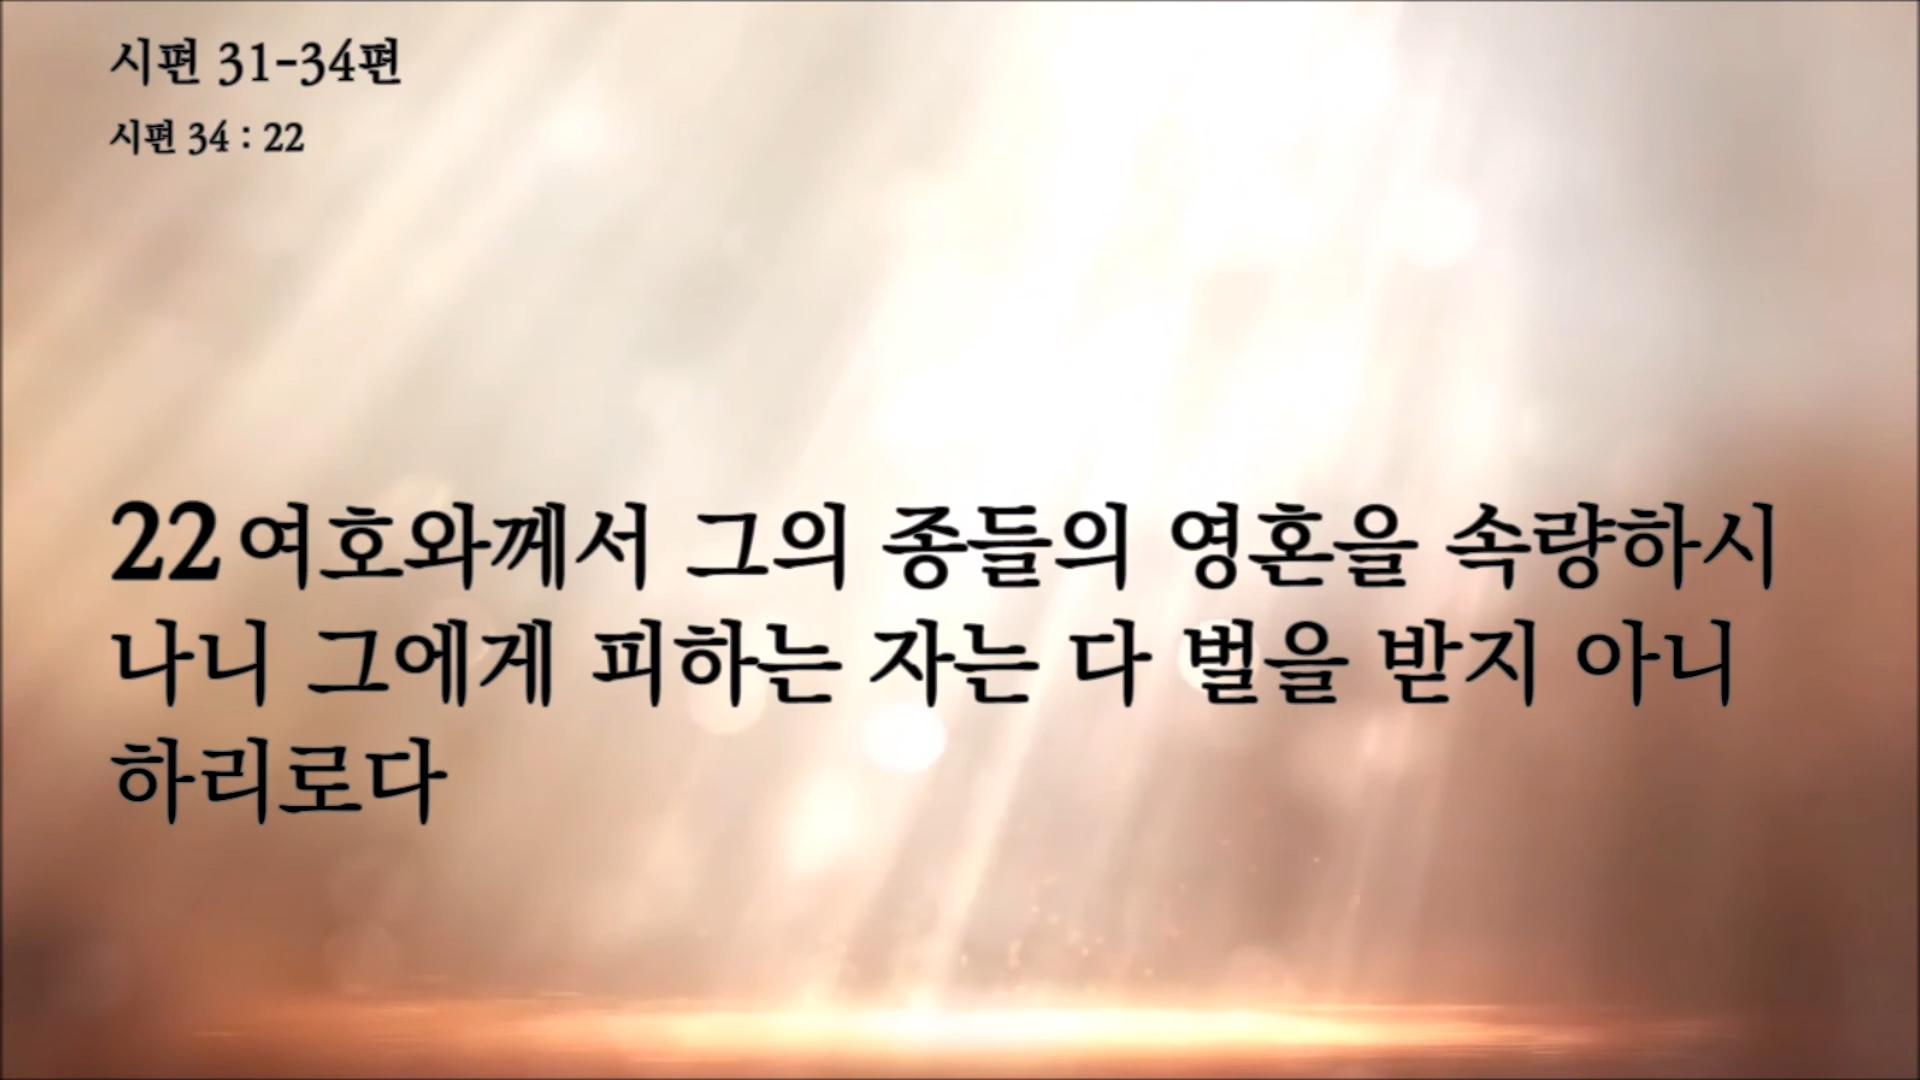 시편 31-34편
시편 34 : 22
22 여호와께서 그의 종들의 영혼을 속량하시
나니 그에게 피하는 자는 다 벌을 받지 아니
하리로다